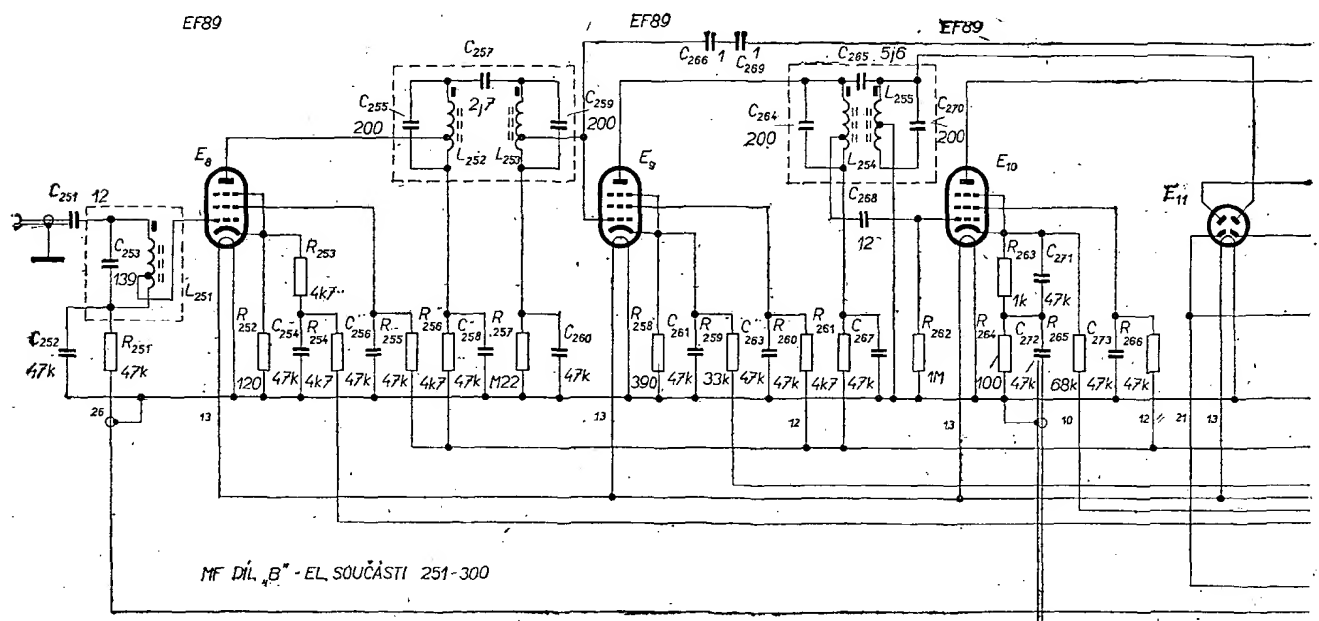 EF89
EF89
EF89
C257
2j7
C255
200
C259
200
L252
L253
C266
1
C269
1
C265
5j6
L255
C264
200
C270
200
L254
C268
12
E8
E9
E10
E11
C251
12
C253
139
L251
C252
47k
R251
47k
R253
4k7
R252
120
C254
47k
R254
4k7
C256
47k
R255
47k
R256
4k7
C258
47k
R257
M22
C260
47k
R258
390
C261
47k
R259
33k
C263
47k
R260
47k
R261
4k7
C267
47k
R262
1M
R263
1k
C271
47k
R264
100
C272
47k
R265
68k
C273
47k
R266
47k
26
13
13
12
13
10
12
21
13
MF DÍL „B" - EL SOUČÁSTI 251-300